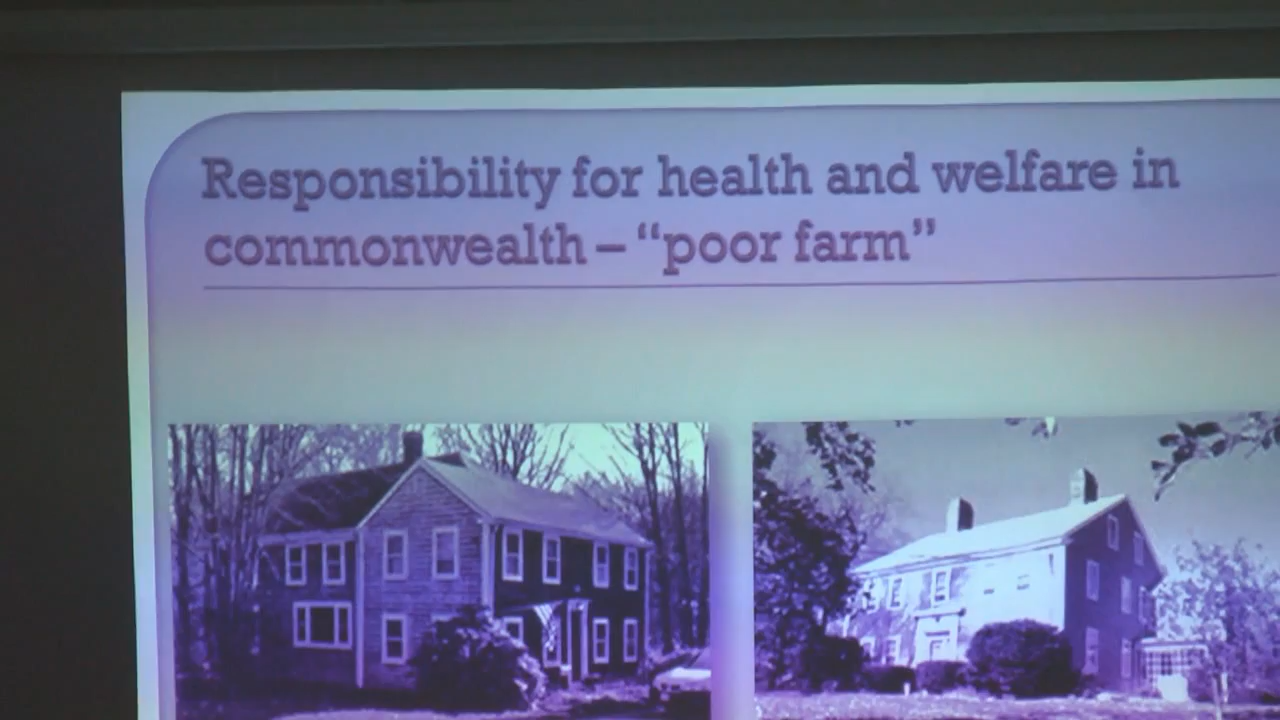 Responsibility for health and welfare in
commonwealth – “poor farm”